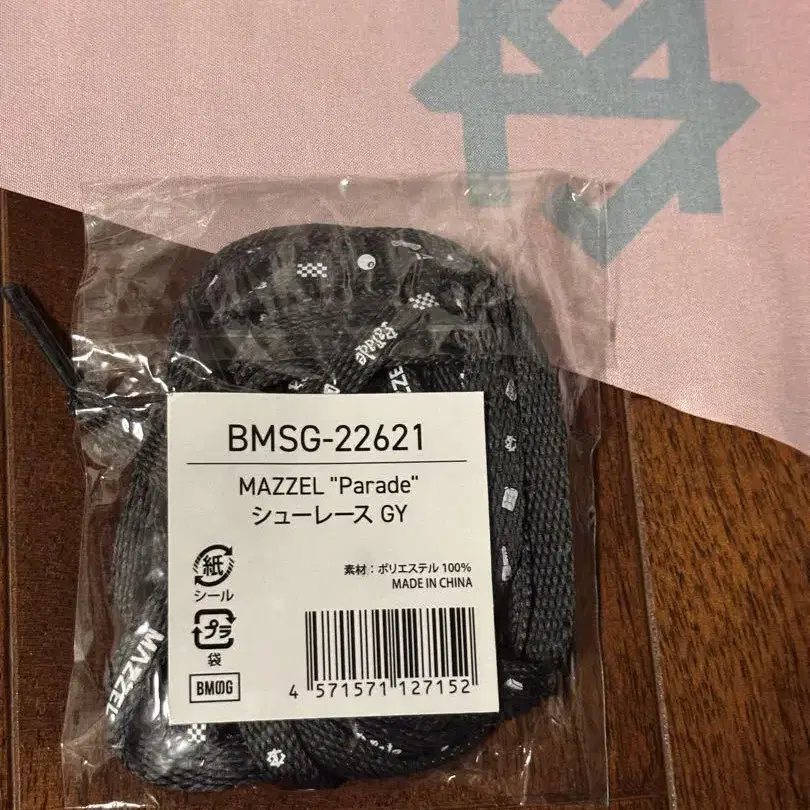 Parade
BMSG-22621
MAZZEL "Parade"
シューレース GY
紙
シール
素材：ポリエステル 100%
MADE IN CHINA
プラ
袋
BMSG
4 571571 127152
MAZZEL
Parade